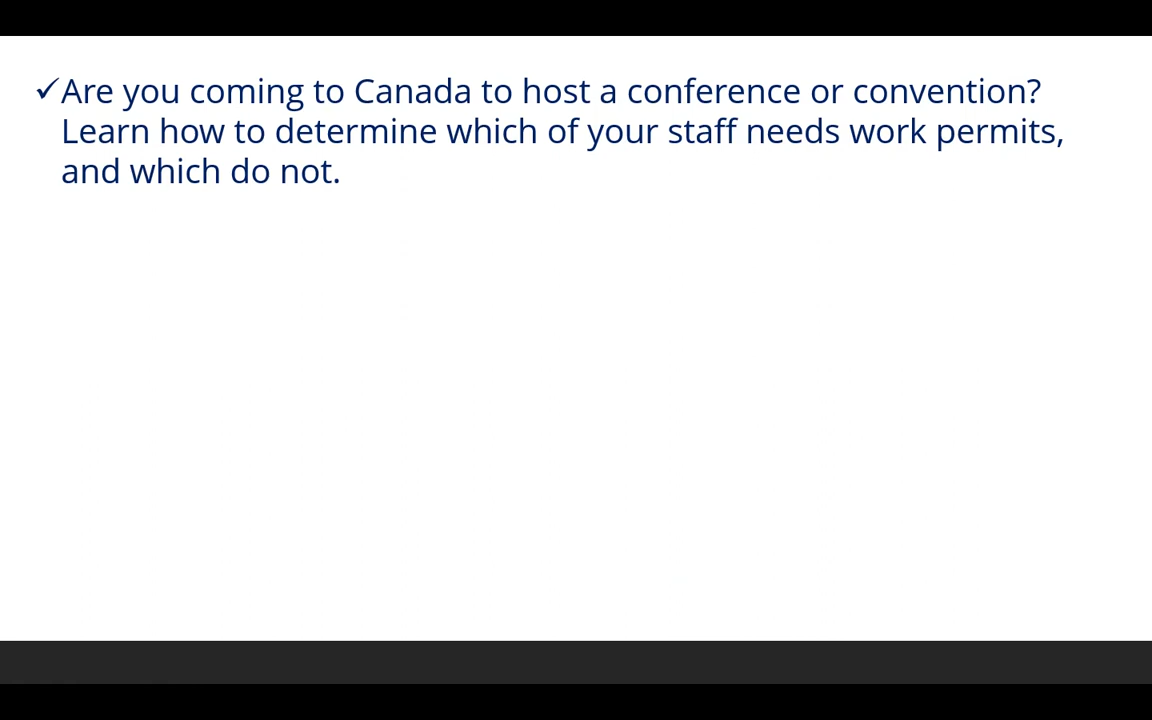 ✓Are you coming to Canada to host a conference or convention?
Learn how to determine which of your staff needs work permits,
and which do not.